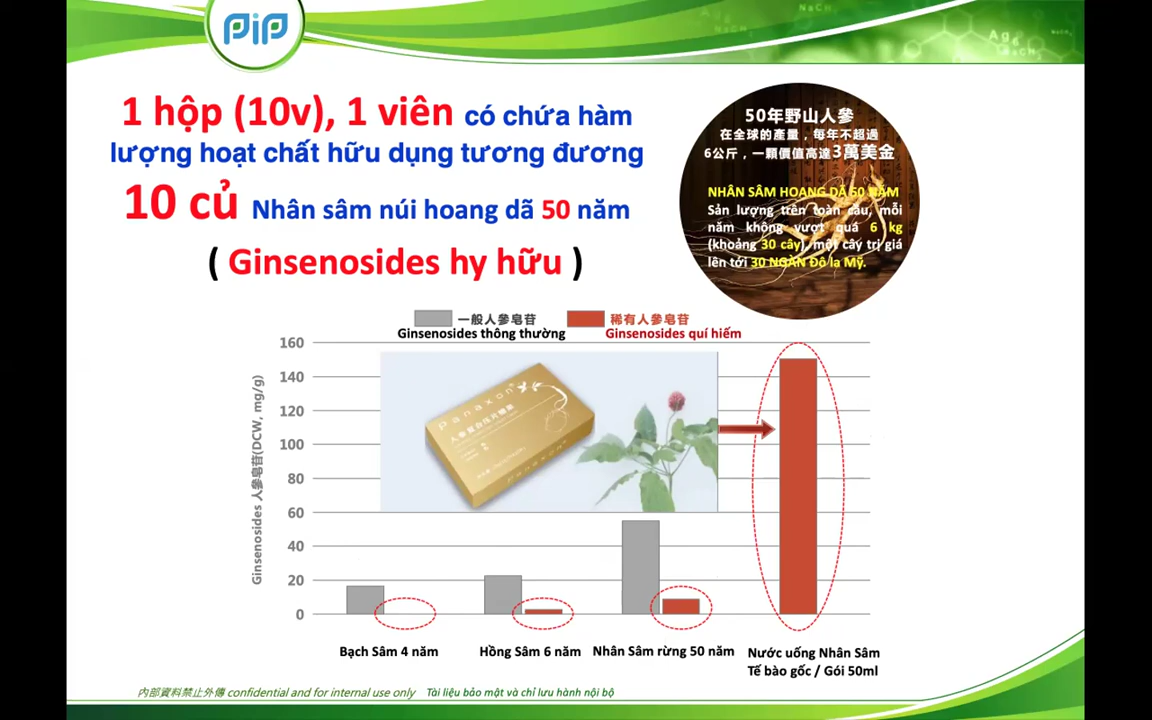 PiP
NaCH₃
Ag₆
NaCH₃
1 hộp (10v), 1 viên có chứa hàm
lượng hoạt chất hữu dụng tương đương
10 củ Nhân sâm núi hoang dã 50 năm
( Ginsenosides hy hữu )
50年野山人參
在全球的產量，每年不超過
6公斤，一顆價值高達3萬美金
NHÂN SÂM HOANG DÃ 50 NĂM
Sản lượng trên toàn cầu, mỗi
năm không vượt quá 6 kg
(khoảng 30 cây), một cây trị giá
lên tới 30 NGÀN Đô la Mỹ.
一般人參皂苷
稀有人參皂苷
Ginsenosides thông thường
Ginsenosides quí hiếm
Ginsenosides 人參皂苷(DCW, mg/g)
160
140
120
100
80
60
40
20
0
Panaxon
Bạch Sâm 4 năm
Hồng Sâm 6 năm
Nhân Sâm rừng 50 năm
Nước uống Nhân Sâm
Tế bào gốc / Gói 50ml
內部資料禁止外傳 confidential and for internal use only Tài liệu bảo mật và chỉ lưu hành nội bộ